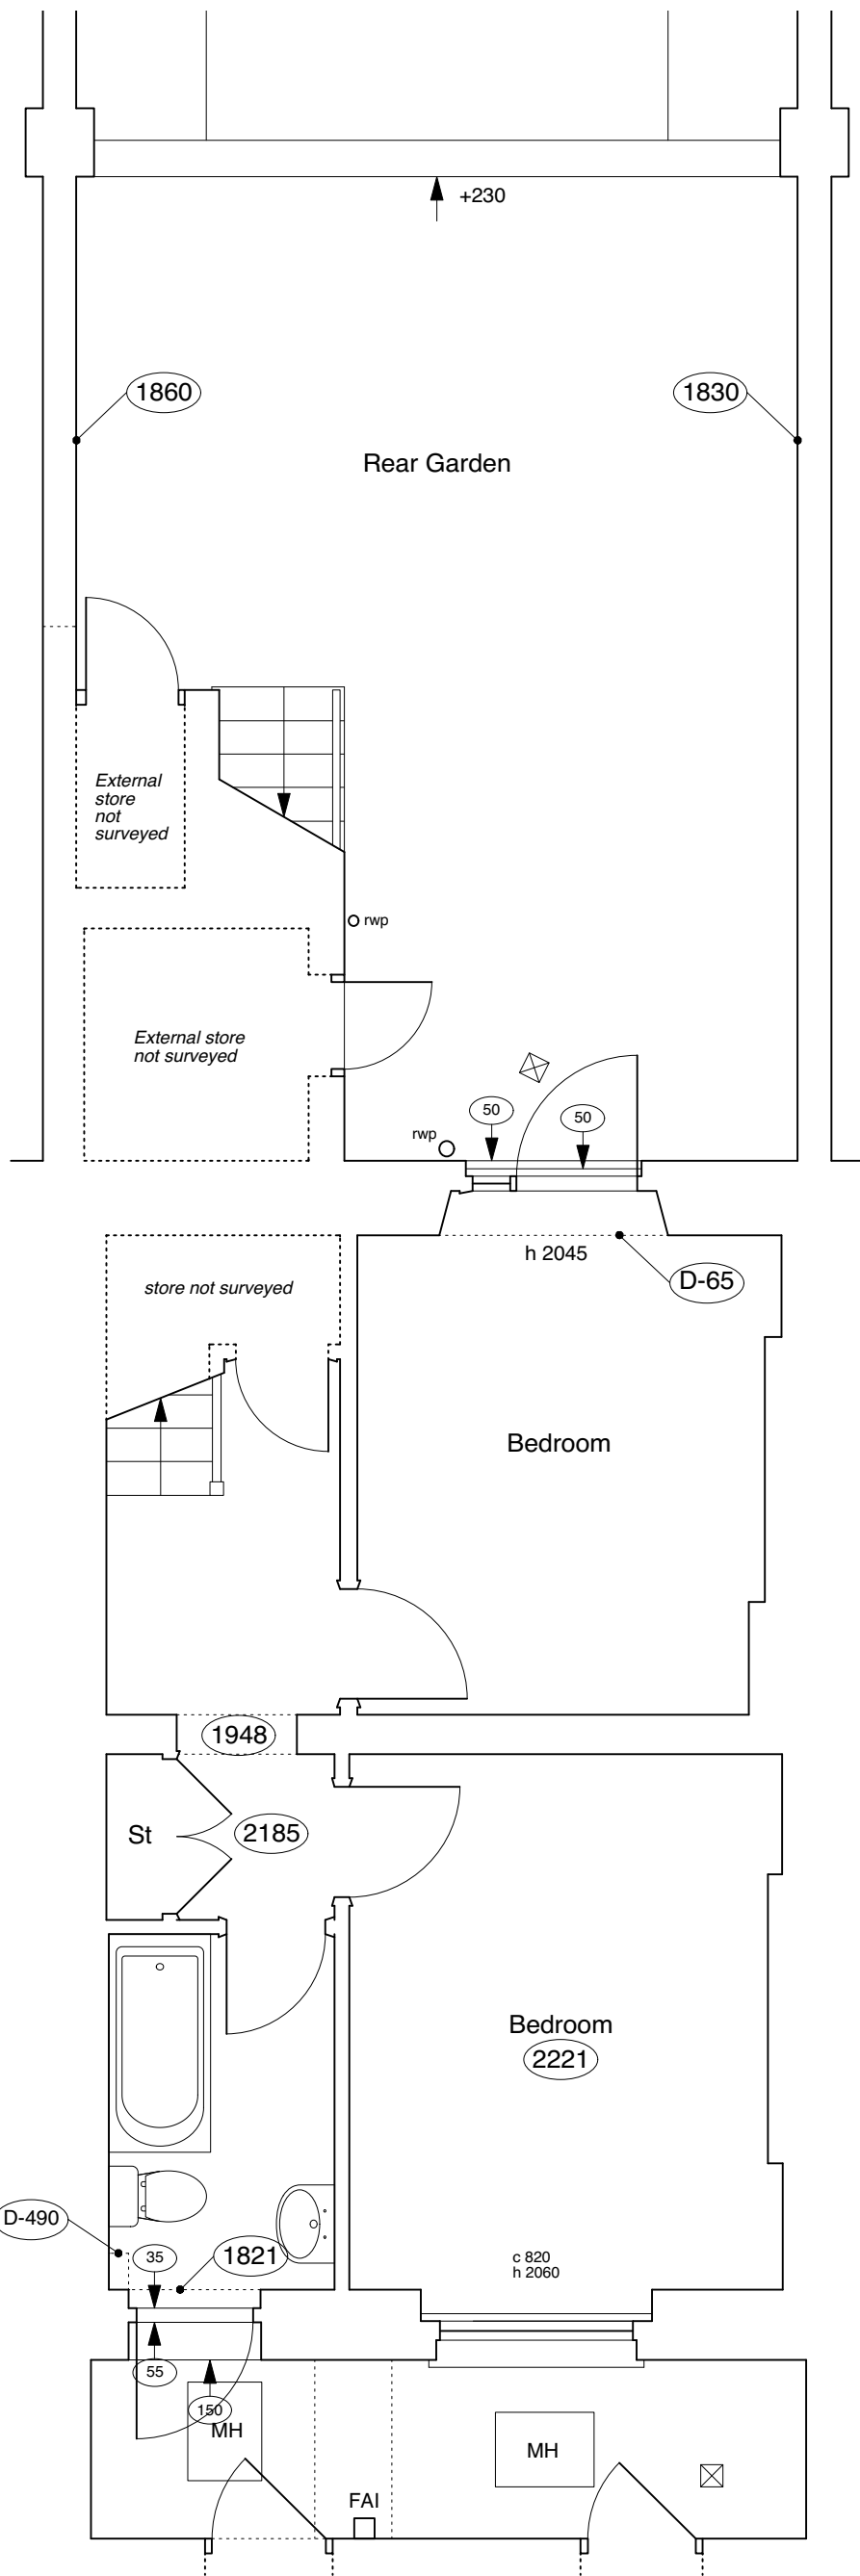 +230
1860
1830
Rear Garden
External
store
not
surveyed
rwp
External store
not surveyed
50
50
rwp
h 2045
D-65
store not surveyed
Bedroom
1948
St
2185
Bedroom
2221
D-490
35
1821
c 820
h 2060
55
150
MH
MH
FAI